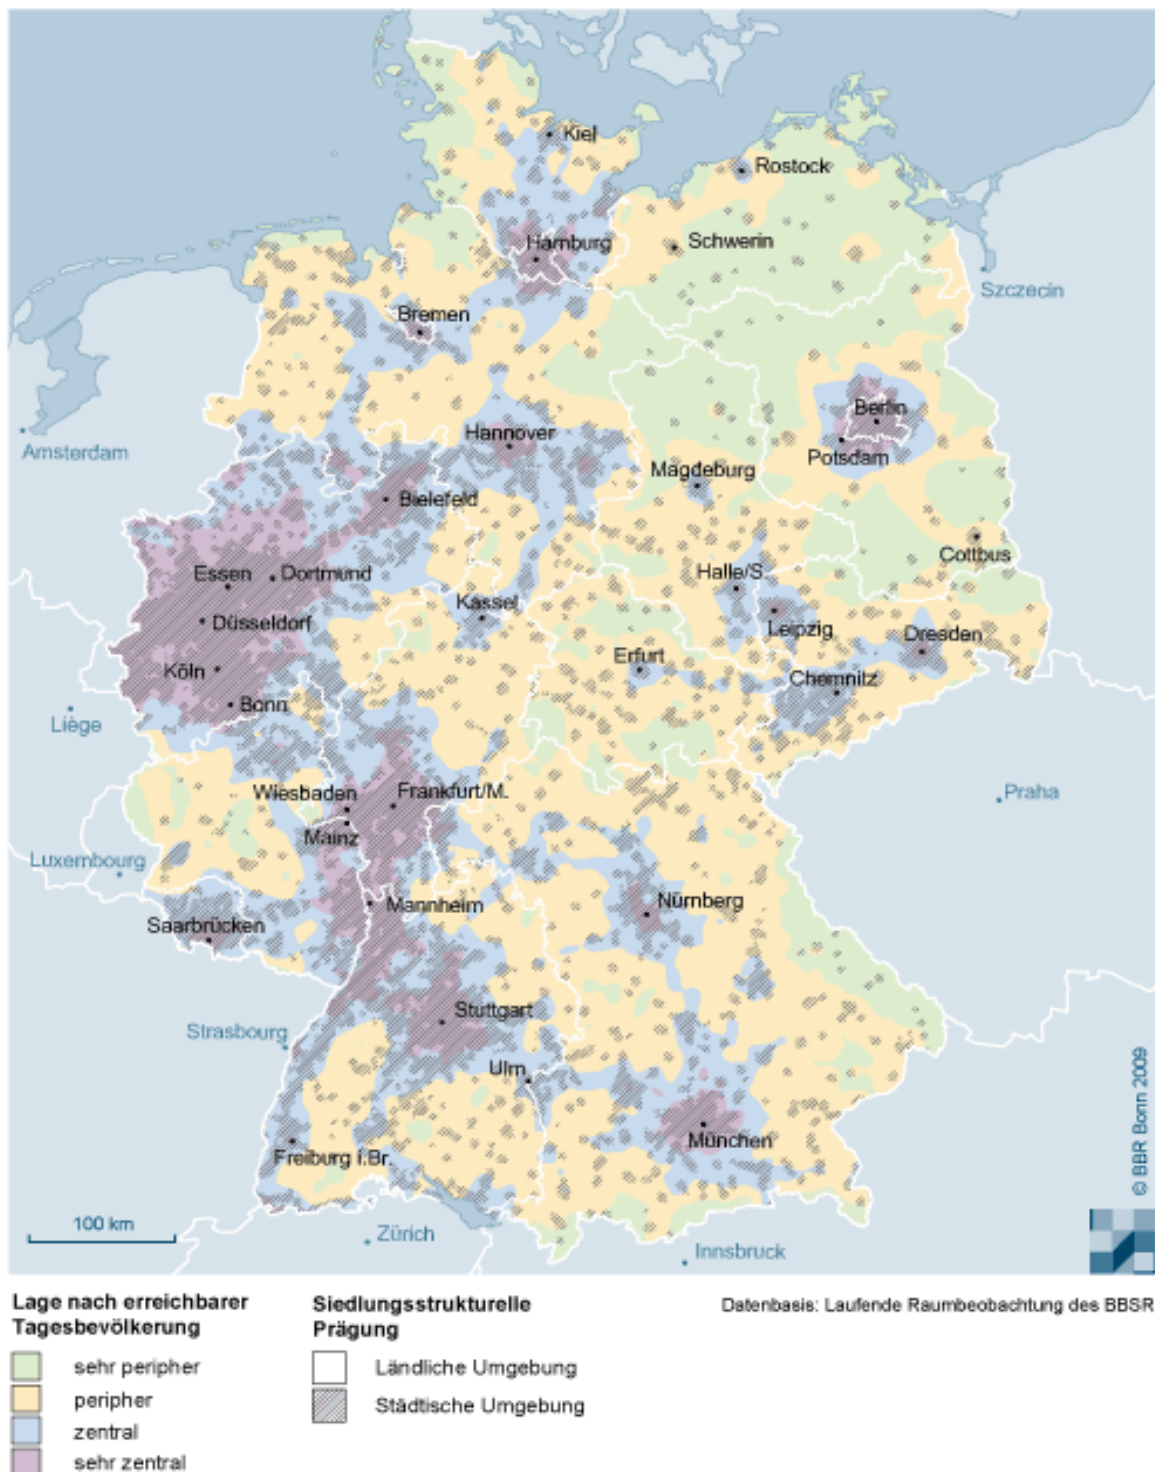 Kiel
Rostock
Hamburg
Schwerin
Szczecin
Bremen
Berlin
Amsterdam
Hannover
Potsdam
Magdeburg
Bielefeld
Cottbus
Essen
Dortmund
Halle/S.
Kassel
Düsseldorf
Leipzig
Dresden
Köln
Erfurt
Chemnitz
Bonn
Liège
Wiesbaden
Frankfurt/M.
Praha
Mainz
Luxembourg
Mannheim
Nürnberg
Saarbrücken
Stuttgart
Strasbourg
Ulm
München
Freiburg i.Br.
100 km
Zürich
Innsbruck
© BBR Bonn 2009
Lage nach erreichbarer
Tagesbevölkerung
sehr peripher
peripher
zentral
sehr zentral
Siedlungsstrukturelle
Prägung
Ländliche Umgebung
Städtische Umgebung
Datenbasis: Laufende Raumbeobachtung des BBSR